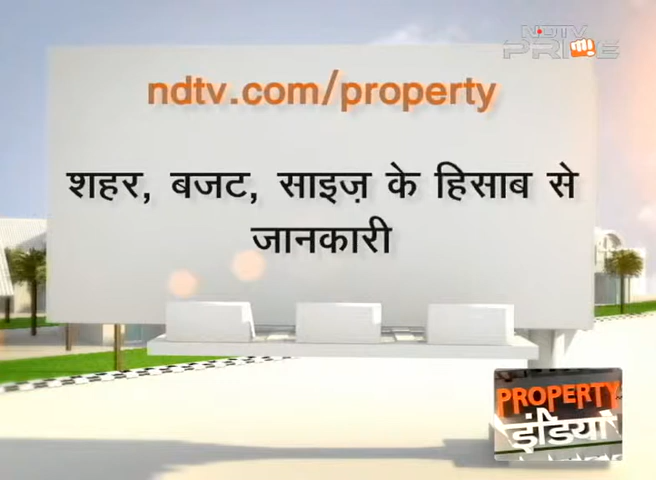 NDTV
PRIME
ndtv.com/property
शहर, बजट, साइज़ के हिसाब से
जानकारी
PROPERTY
इंडिया